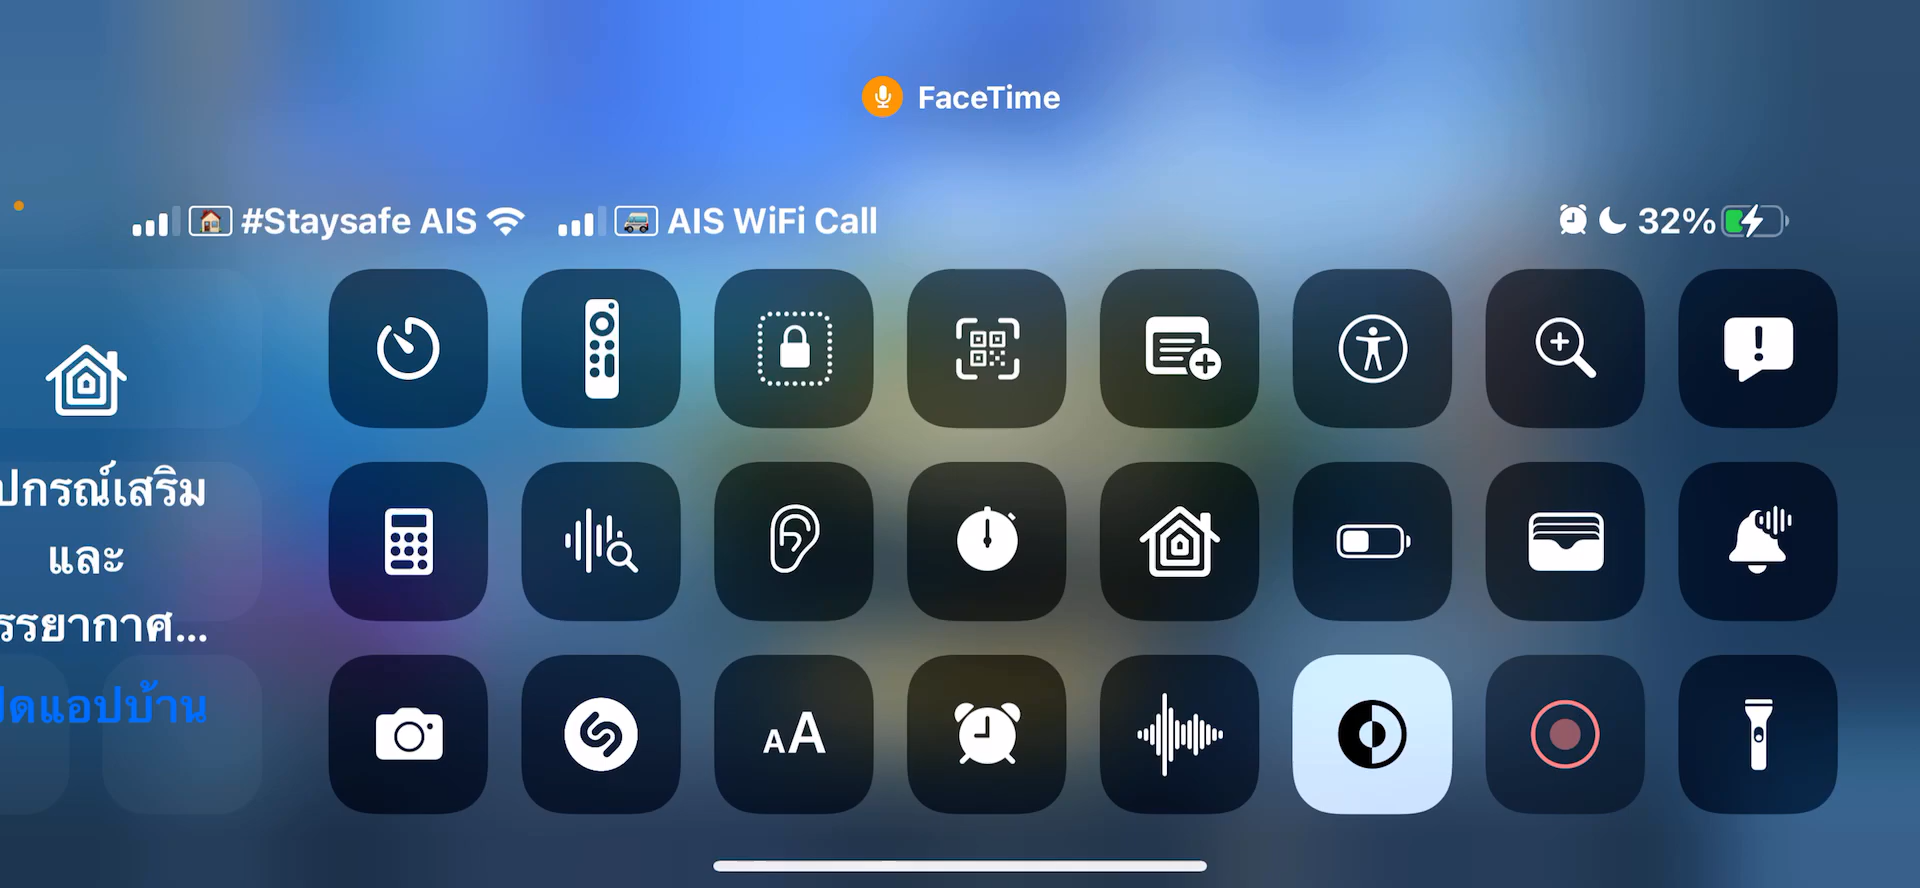 FaceTime
#Staysafe AIS
AIS WiFi Call
32%
ปกรณ์เสริม
และ
รรยากาศ...
ดแอปบ้าน
AA